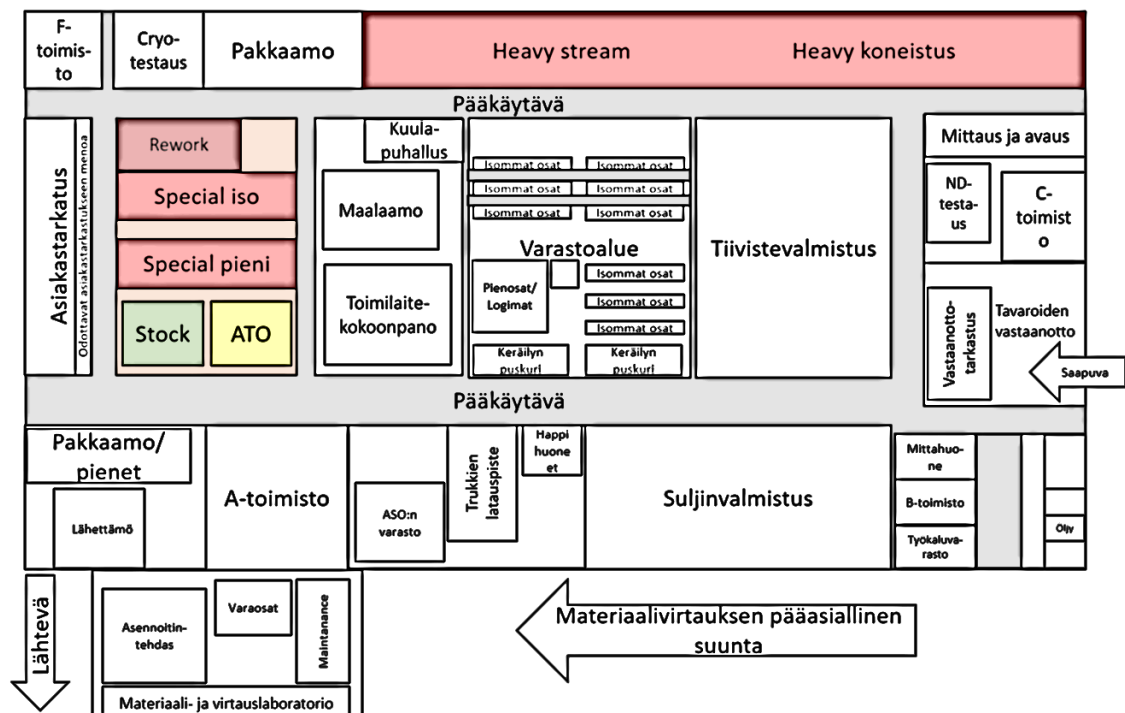 F-
toimis-
to
Cryo-
testaus
Pakkaamo
Heavy stream
Heavy koneistus
Pääkäytävä
Asiakastarkatus
Odottavat asiakastarkastukseen menoa
Rework
Special iso
Special pieni
Stock
ATO
Kuula-
puhallus
Maalaamo
Toimilaite-
kokoonpano
Isommat osat
Isommat osat
Isommat osat
Isommat osat
Isommat osat
Isommat osat
Varastoalue
Pienosat/
Logimat
Isommat osat
Isommat osat
Isommat osat
Keräilyn
puskuri
Keräilyn
puskuri
Tiivistevalmistus
Mittaus ja avaus
ND-
testa-
us
C-
toimist
o
Vastaanotto-
tarkastus
Tavaroiden
vastaanotto
Saapuva
Pääkäytävä
Pakkaamo/
pienet
Lähettämö
A-toimisto
ASO:n
varasto
Trukkien
latauspiste
Happi
huone
et
Suljinvalmistus
Mittahuo-
ne
B-toimisto
Työkaluva-
rasto
Öljy
Lähtevä
Asennoitin-
tehdas
Varaosat
Maintanance
Materiaali- ja virtauslaboratorio
Materiaalivirtauksen pääasiallinen
suunta